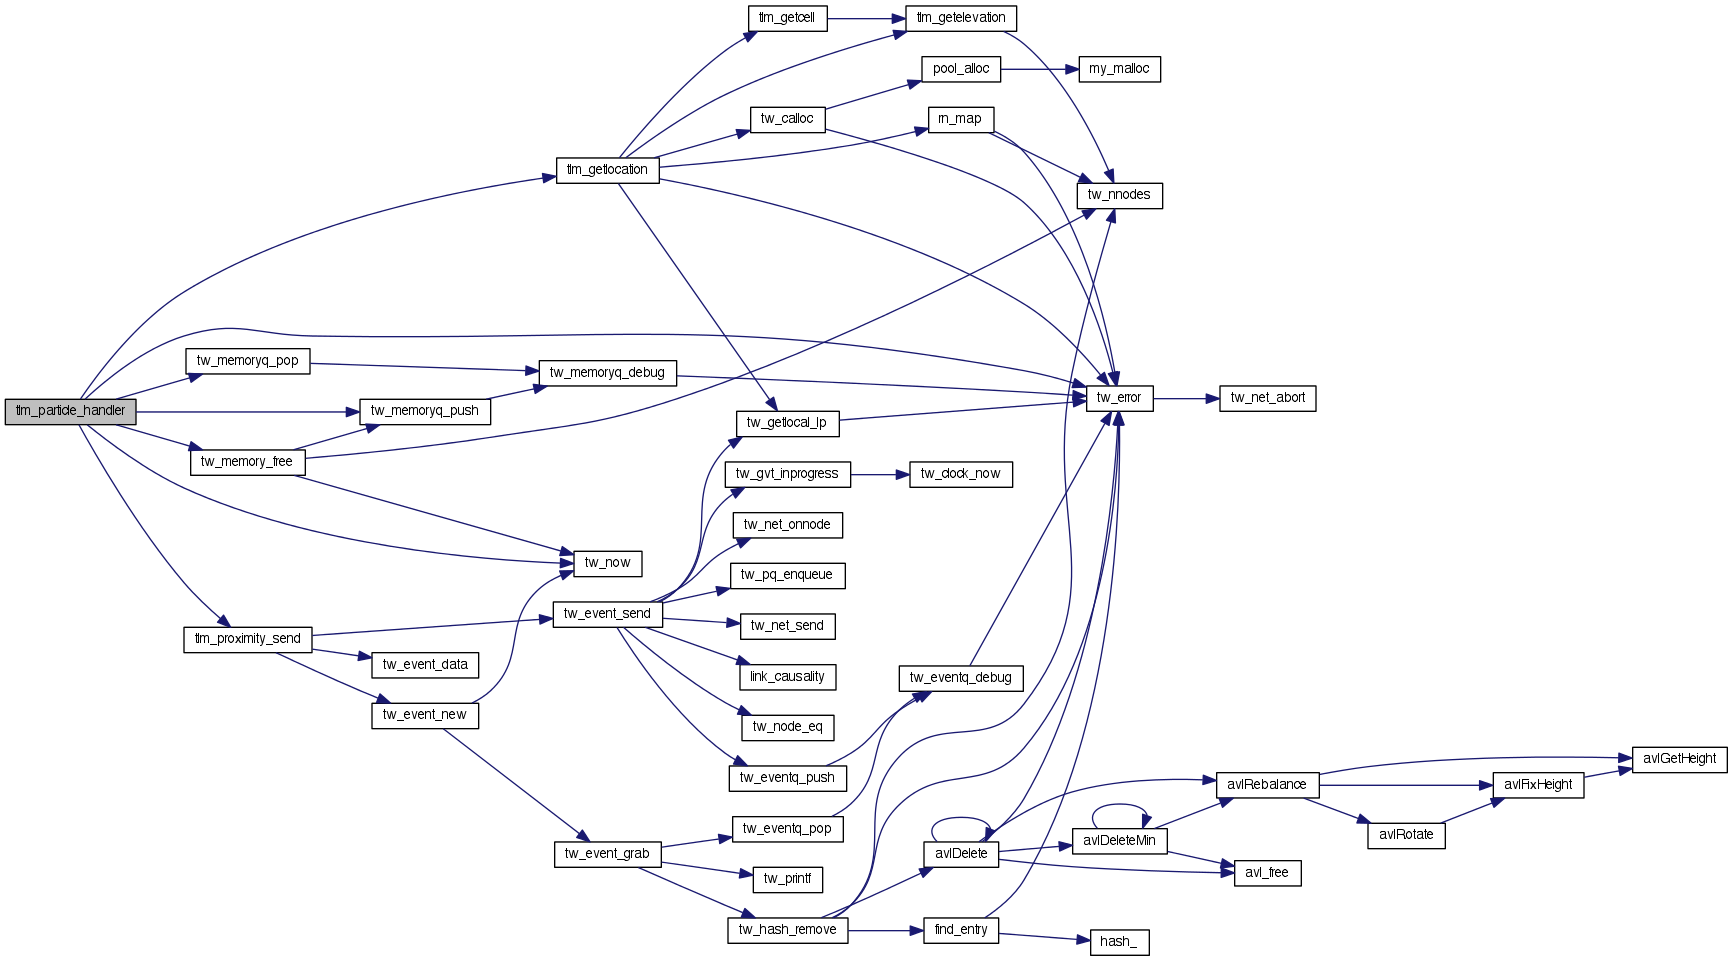 tlm_getcell
tlm_getelevation
pool_alloc
my_malloc
tw_calloc
rn_map
tlm_getlocation
tw_nnodes
tw_memoryq_pop
tw_memoryq_debug
tlm_particle_handler
tw_memoryq_push
tw_error
tw_net_abort
tw_getlocal_lp
tw_memory_free
tw_gvt_inprogress
tw_clock_now
tw_net_onnode
tw_now
tw_pq_enqueue
tw_event_send
tw_net_send
tlm_proximity_send
tw_event_data
link_causality
tw_eventq_debug
tw_event_new
tw_node_eq
tw_eventq_push
avlRebalance
avlFixHeight
avlGetHeight
tw_eventq_pop
avlRotate
tw_event_grab
avlDelete
avlDeleteMin
tw_printf
avl_free
tw_hash_remove
find_entry
hash_